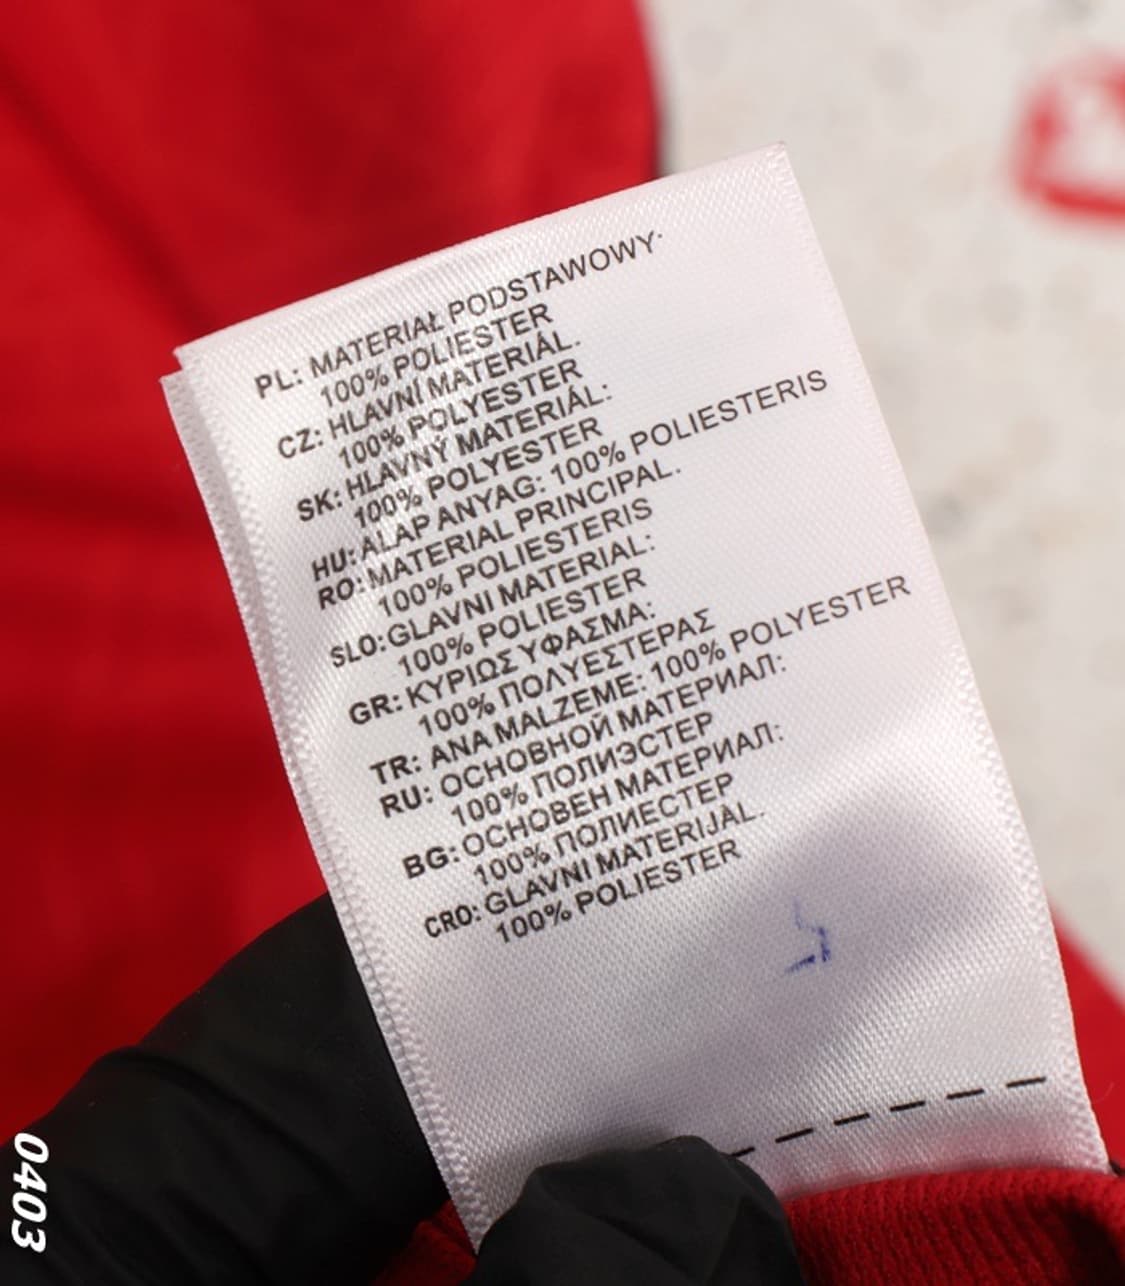 PL: MATERIAŁ PODSTAWOWY:
100% POLIESTER
CZ: HLAVNÍ MATERIÁL.
100% POLYESTER
SK: HLAVNÝ MATERIÁL:
100% POLYESTER
HU: ALAP ANYAG: 100% POLIESTERIS
RO: MATERIAL PRINCIPAL.
100% POLIESTERIS
SLO: GLAVNI MATERIAL:
100% POLIESTER
GR: ΚΥΡΙΩΣ ΥΦΑΣΜΑ:
100% ΠΟΛΥΕΣΤΕΡΑΣ
TR: ANA MALZEME: 100% POLYESTER
RU: ОСНОВНОЙ МАТЕРИАЛ:
100% ПОЛИЭСТЕР
BG: ОСНОВЕН МАТЕРИАЛ:
100% ПОЛИЕСТЕР
CRO: GLAVNI MATERIJÀL.
100% POLIESTER
0403